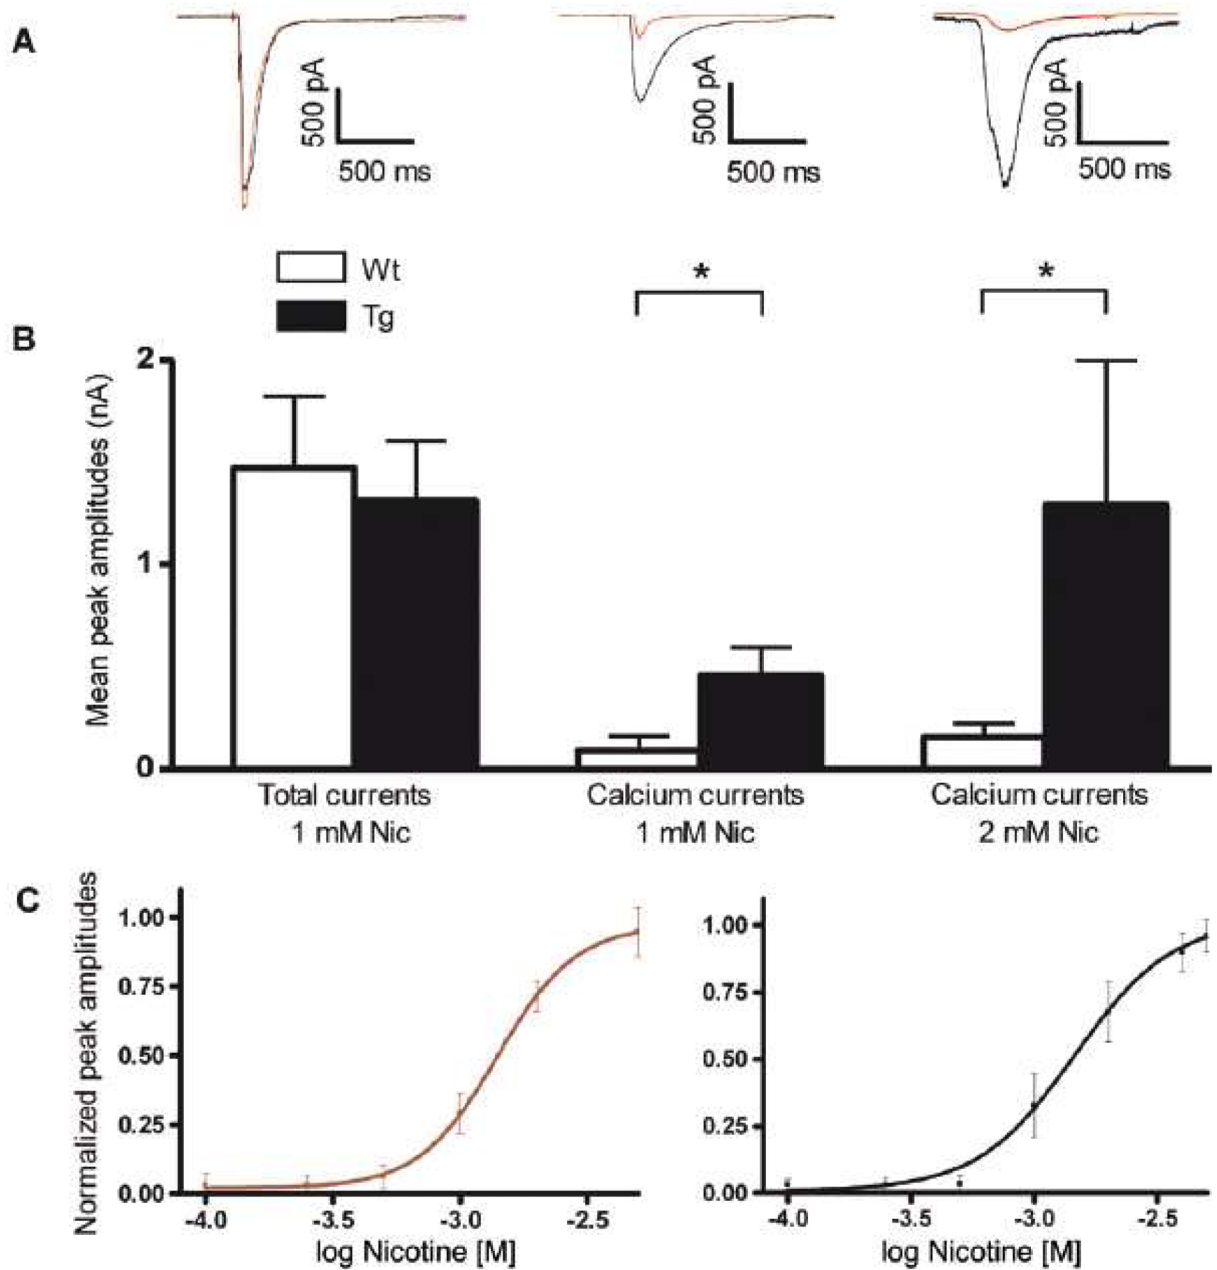 A
500 pA
500 ms
500 pA
500 ms
500 pA
500 ms
Wt
Tg
*
*
B
Mean peak amplitudes (nA)
2
1
0
Total currents
1 mM Nic
Calcium currents
1 mM Nic
Calcium currents
2 mM Nic
C
Normalized peak amplitudes
1.00
0.75
0.50
0.25
0.00
-4.0
-3.5
-3.0
-2.5
log Nicotine [M]
1.00
0.75
0.50
0.25
0.00
-4.0
-3.5
-3.0
-2.5
log Nicotine [M]